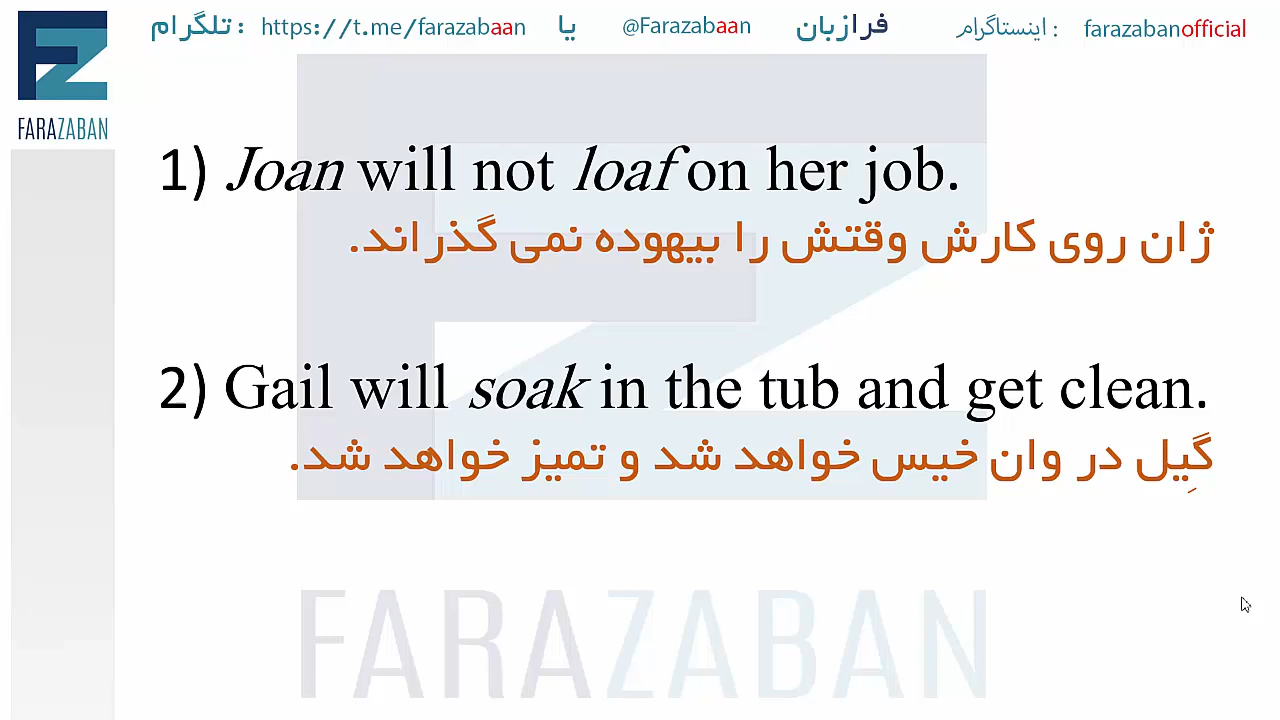 تلگرام : https://t.me/farazabaan یا @Farazabaan فرازبان اینستاگرام : farazabanofficial
FARAZABAN
1) Joan will not loaf on her job.
ژان روی کارش وقتش را بیهوده نمی گذراند.
2) Gail will soak in the tub and get clean.
گِیل در وان خیس خواهد شد و تمیز خواهد شد.
FARAZABAN